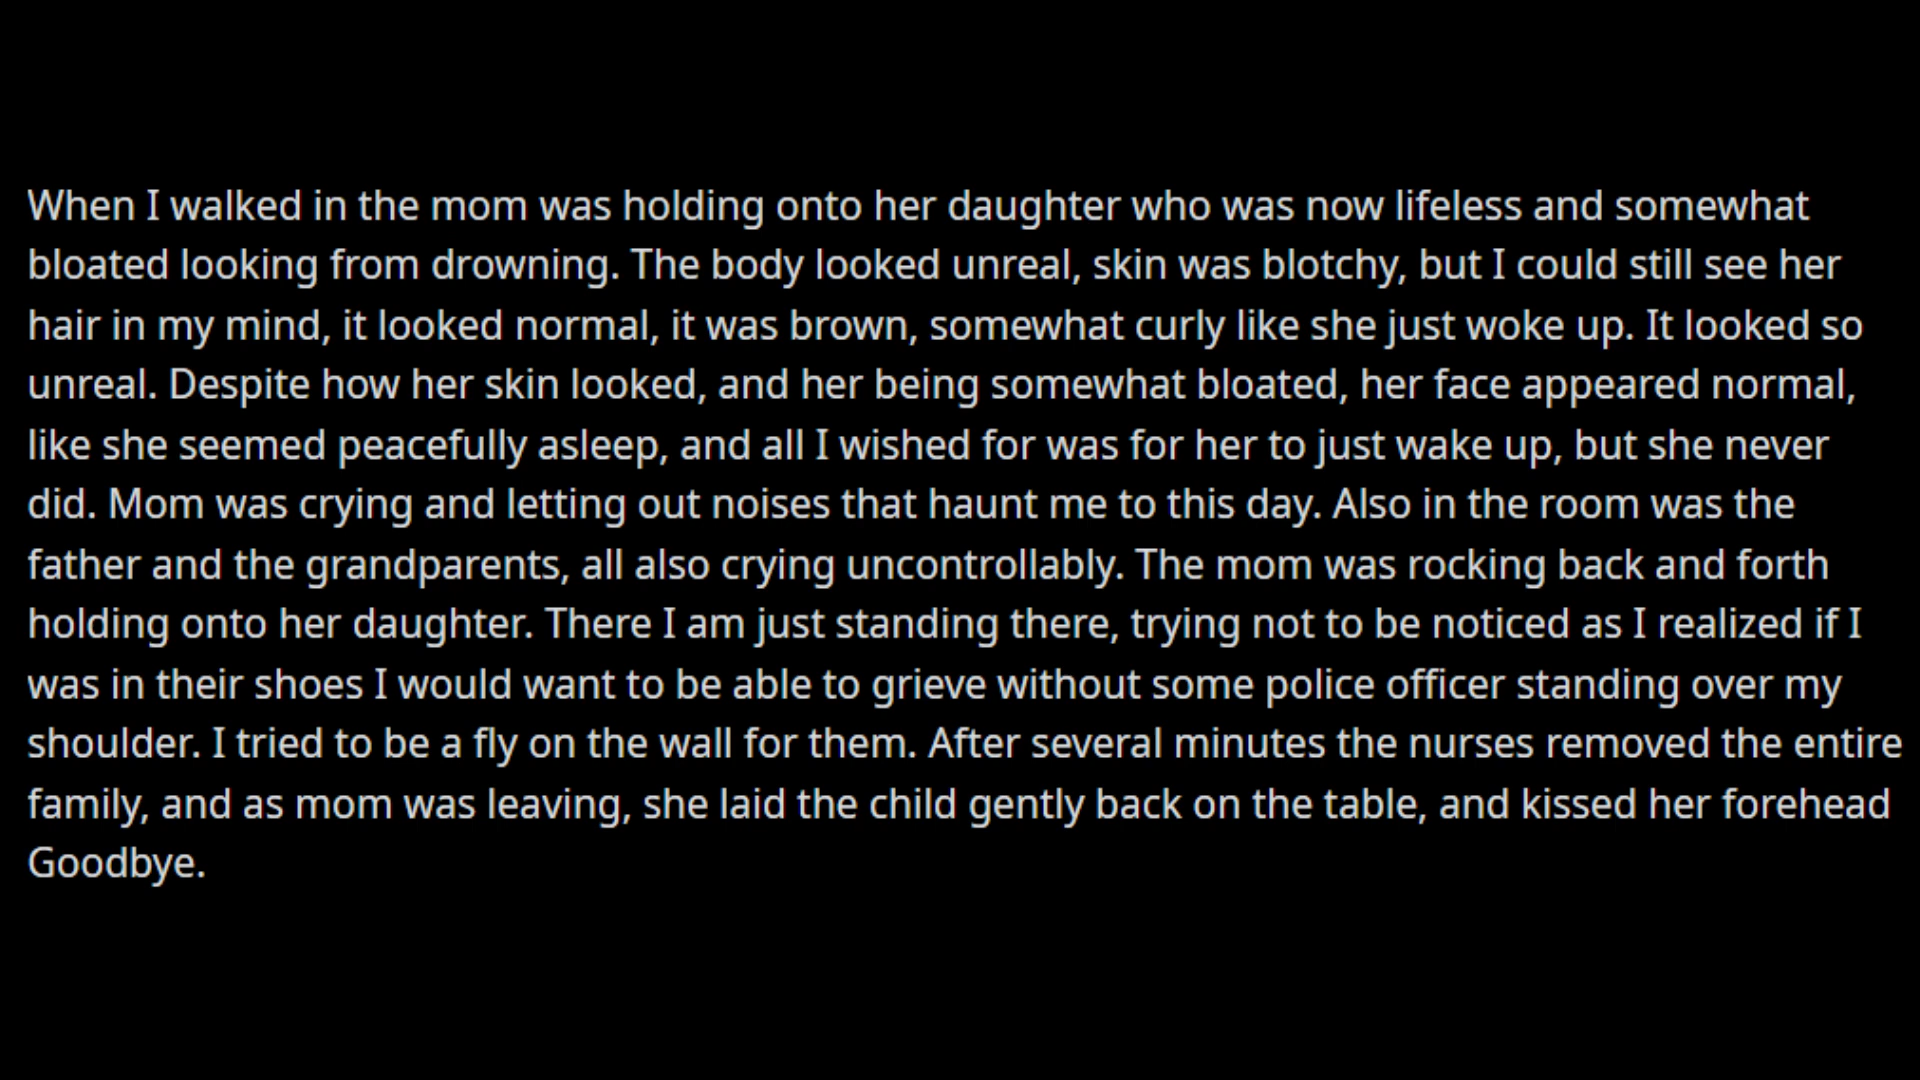 When I walked in the mom was holding onto her daughter who was now lifeless and somewhat
bloated looking from drowning. The body looked unreal, skin was blotchy, but I could still see her
hair in my mind, it looked normal, it was brown, somewhat curly like she just woke up. It looked so
unreal. Despite how her skin looked, and her being somewhat bloated, her face appeared normal,
like she seemed peacefully asleep, and all I wished for was for her to just wake up, but she never
did. Mom was crying and letting out noises that haunt me to this day. Also in the room was the
father and the grandparents, all also crying uncontrollably. The mom was rocking back and forth
holding onto her daughter. There I am just standing there, trying not to be noticed as I realized if I
was in their shoes I would want to be able to grieve without some police officer standing over my
shoulder. I tried to be a fly on the wall for them. After several minutes the nurses removed the entire
family, and as mom was leaving, she laid the child gently back on the table, and kissed her forehead
Goodbye.